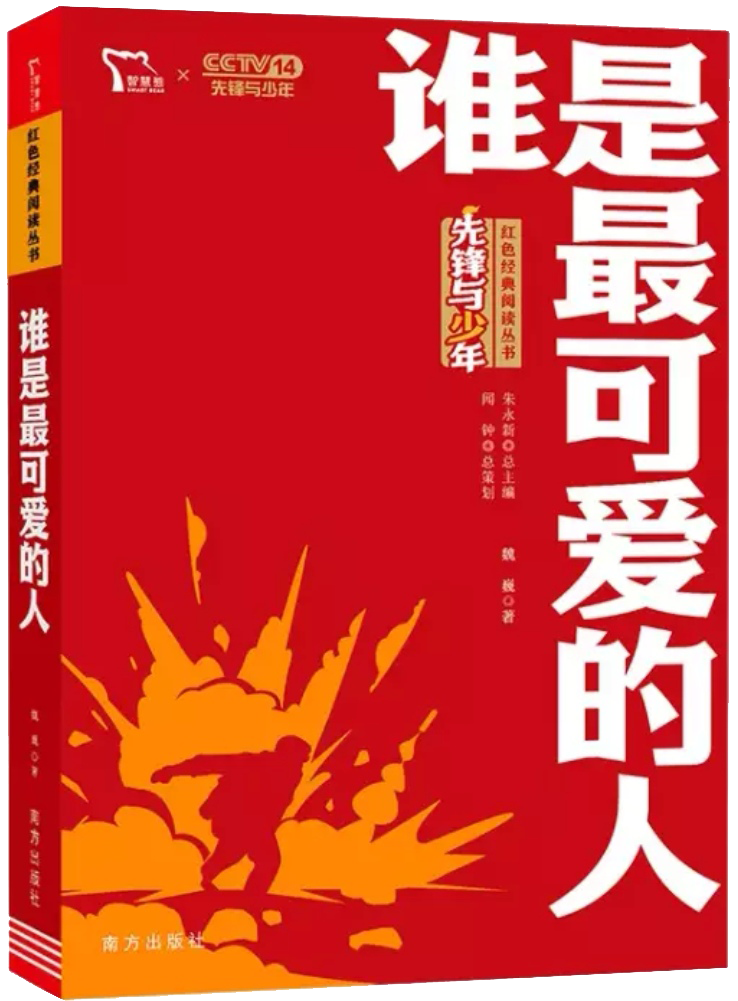 智慧熊
红色经典阅读丛书
谁是最可爱的人
魏巍◎著
南方出版社
智慧熊
SMART BEAR
×
CCTV14
先锋与少年
谁
是最可爱的人
红色经典阅读丛书
先锋与少年
朱永新◎总主编
闻 钟◎总策划
魏 巍◎著
南方出版社